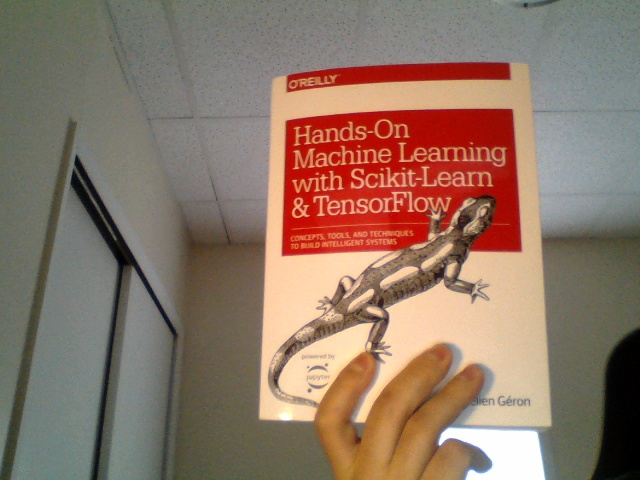 O'REILLY
Hands-On
Machine Learning
with Scikit-Learn
& TensorFlow
CONCEPTS, TOOLS, AND TECHNIQUES
TO BUILD INTELLIGENT SYSTEMS
powered by
jupyter
Géron